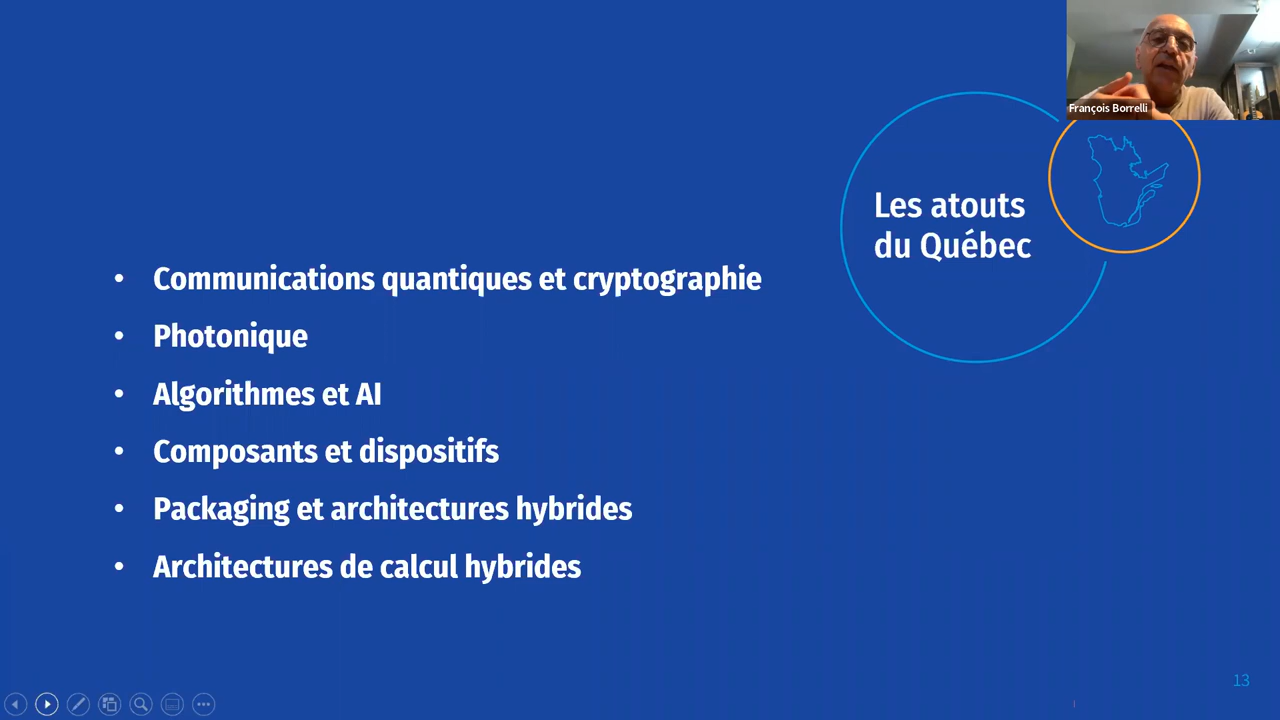 François Borrelli
Les atouts
du Québec
• Communications quantiques et cryptographie
• Photonique
• Algorithmes et AI
• Composants et dispositifs
• Packaging et architectures hybrides
• Architectures de calcul hybrides
13